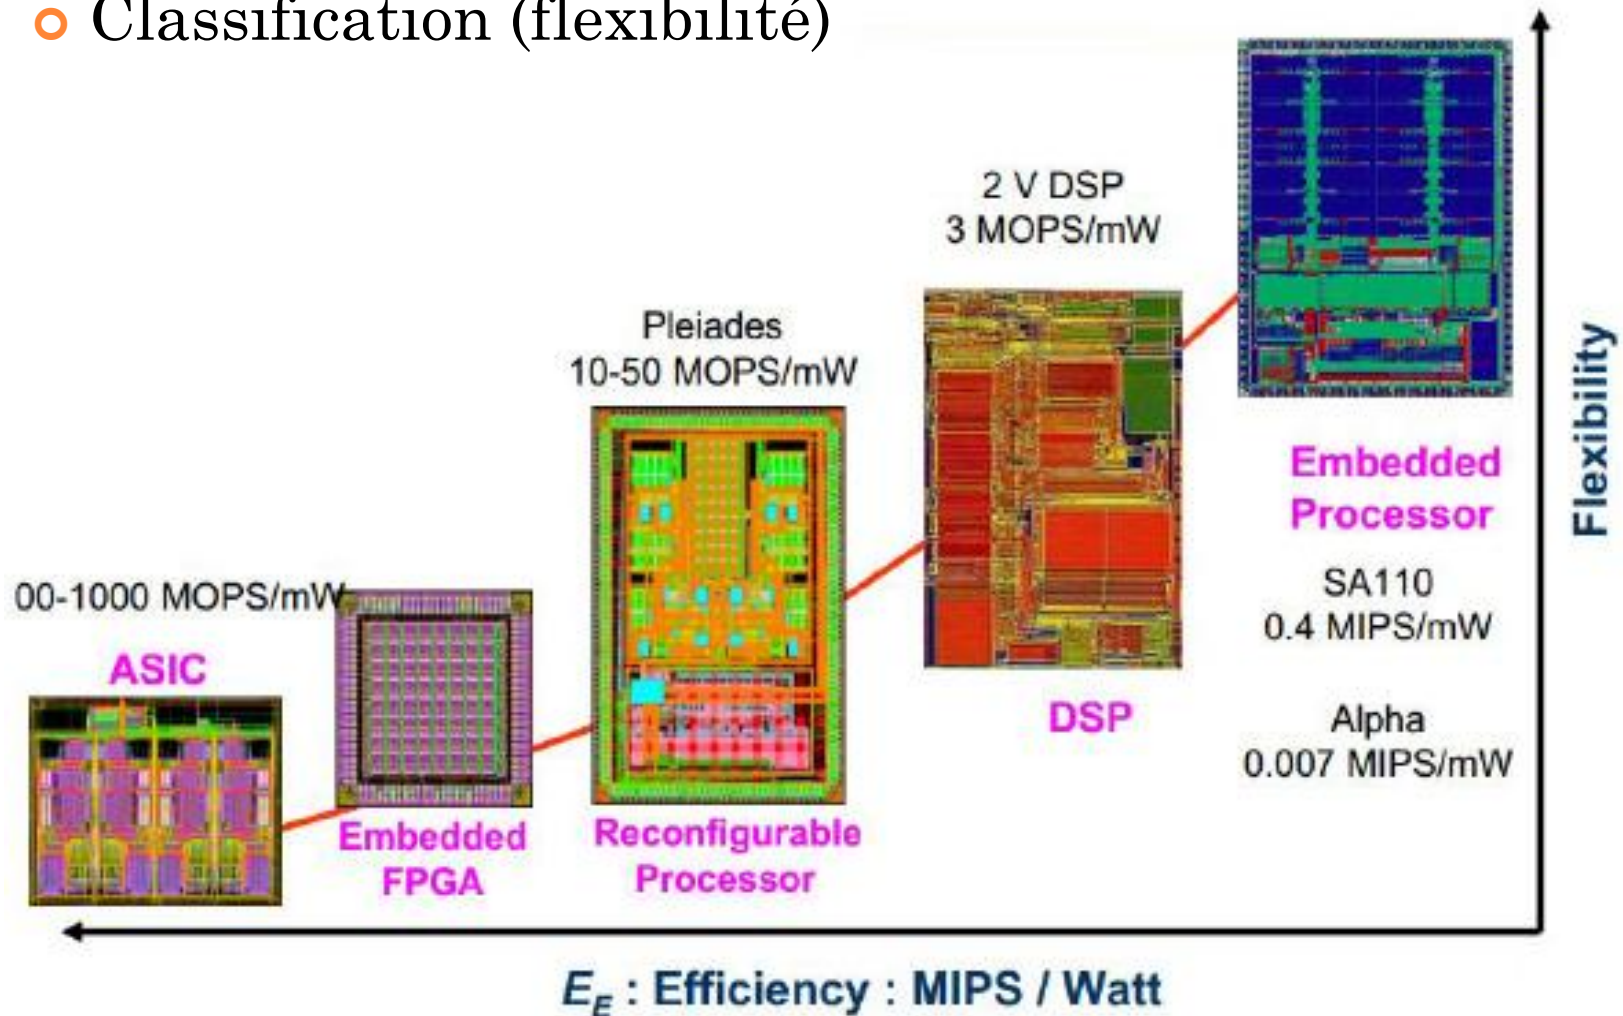 Classification (flexibilité)
2 V DSP
3 MOPS/mW
Pleiades
10-50 MOPS/mW
00-1000 MOPS/mW
ASIC
Embedded
FPGA
Reconfigurable
Processor
DSP
Embedded
Processor
SA110
0.4 MIPS/mW
Alpha
0.007 MIPS/mW
Flexibility
E_E : Efficiency : MIPS / Watt